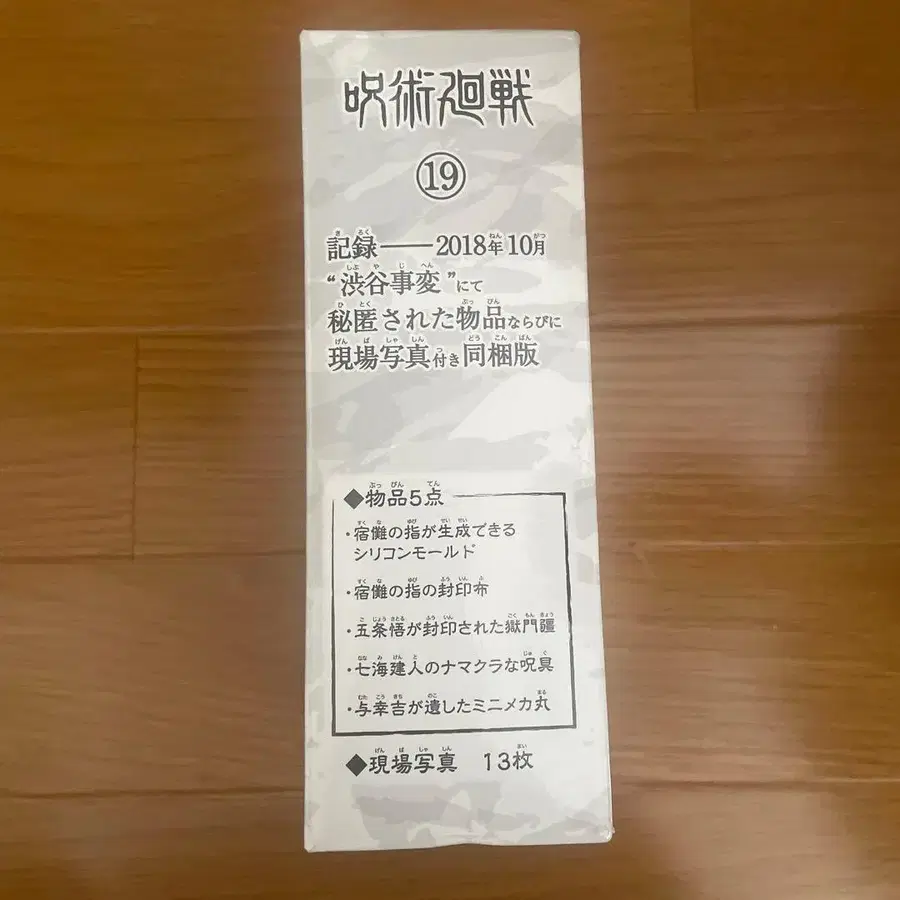 呪術廻戦
⑲
記録——2018年10月
“渋谷事変”にて
秘匿された物品ならびに
現場写真付き同梱版
◆物品5点
・宿儺の指が生成できる
シリコンモールド
・宿儺の指の封印布
・五条悟が封印された獄門疆
・七海建人のナマクラな呪具
・与幸吉が遺したミニメカ丸
◆現場写真 13枚